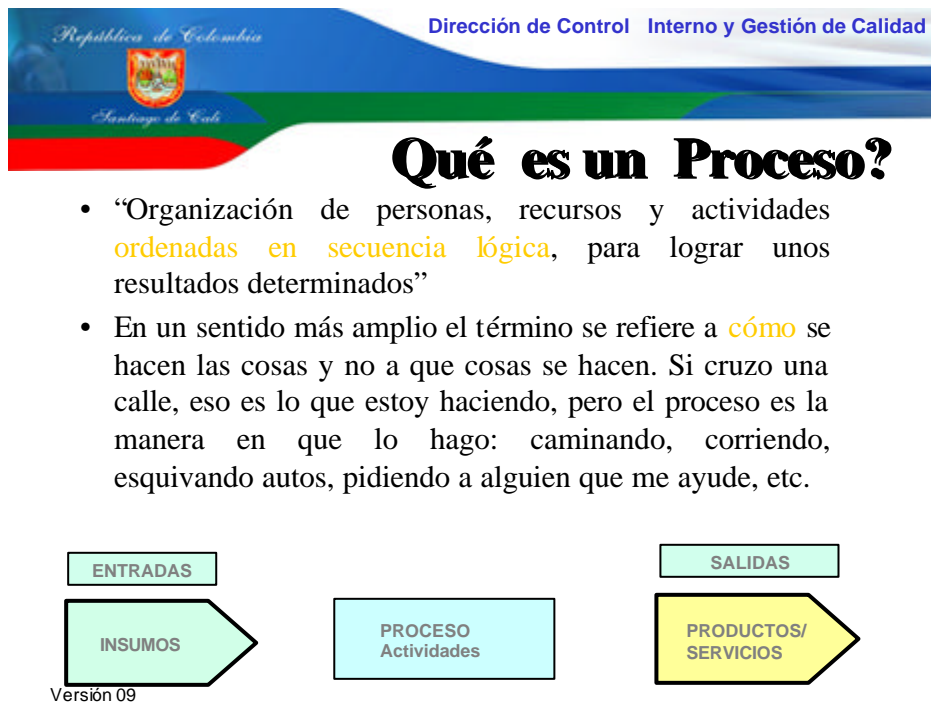 República de Colombia
Dirección de Control Interno y Gestión de Calidad
Santiago de Cali
Qué es un Proceso?
• “Organización de personas, recursos y actividades
ordenadas en secuencia lógica, para lograr unos
resultados determinados”
• En un sentido más amplio el término se refiere a cómo se
hacen las cosas y no a que cosas se hacen. Si cruzo una
calle, eso es lo que estoy haciendo, pero el proceso es la
manera en que lo hago: caminando, corriendo,
esquivando autos, pidiendo a alguien que me ayude, etc.
ENTRADAS
SALIDAS
INSUMOS
PROCESO
Actividades
PRODUCTOS/
SERVICIOS
Versión 09